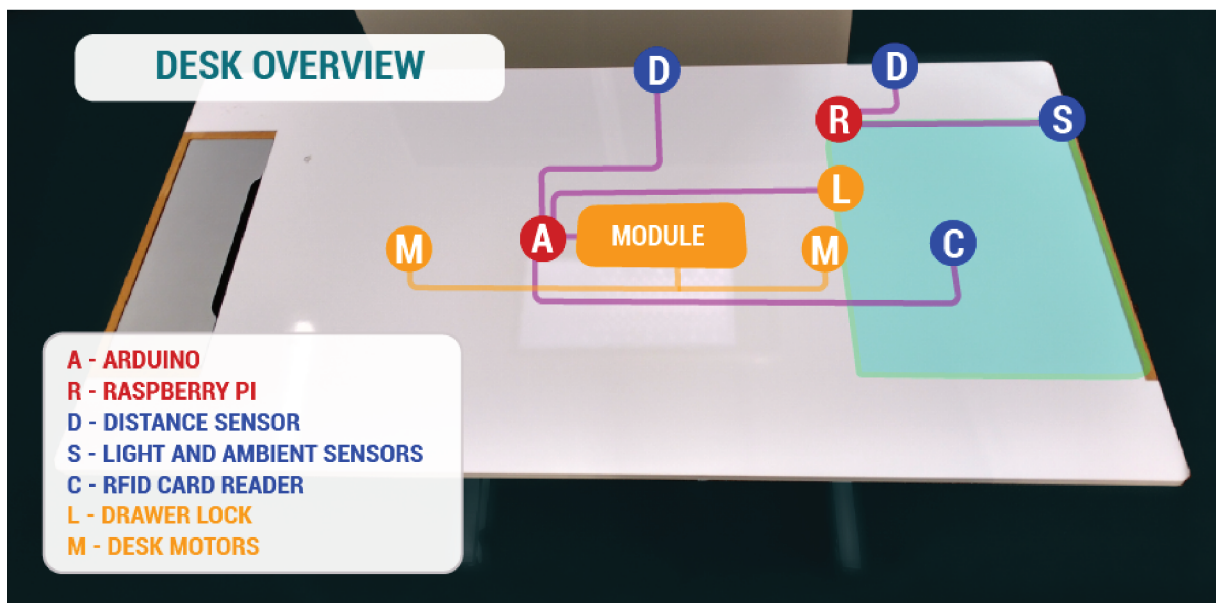 DESK OVERVIEW
D
D
R
S
L
M
A
MODULE
M
C
A - ARDUINO
R - RASPBERRY PI
D - DISTANCE SENSOR
S - LIGHT AND AMBIENT SENSORS
C - RFID CARD READER
L - DRAWER LOCK
M - DESK MOTORS